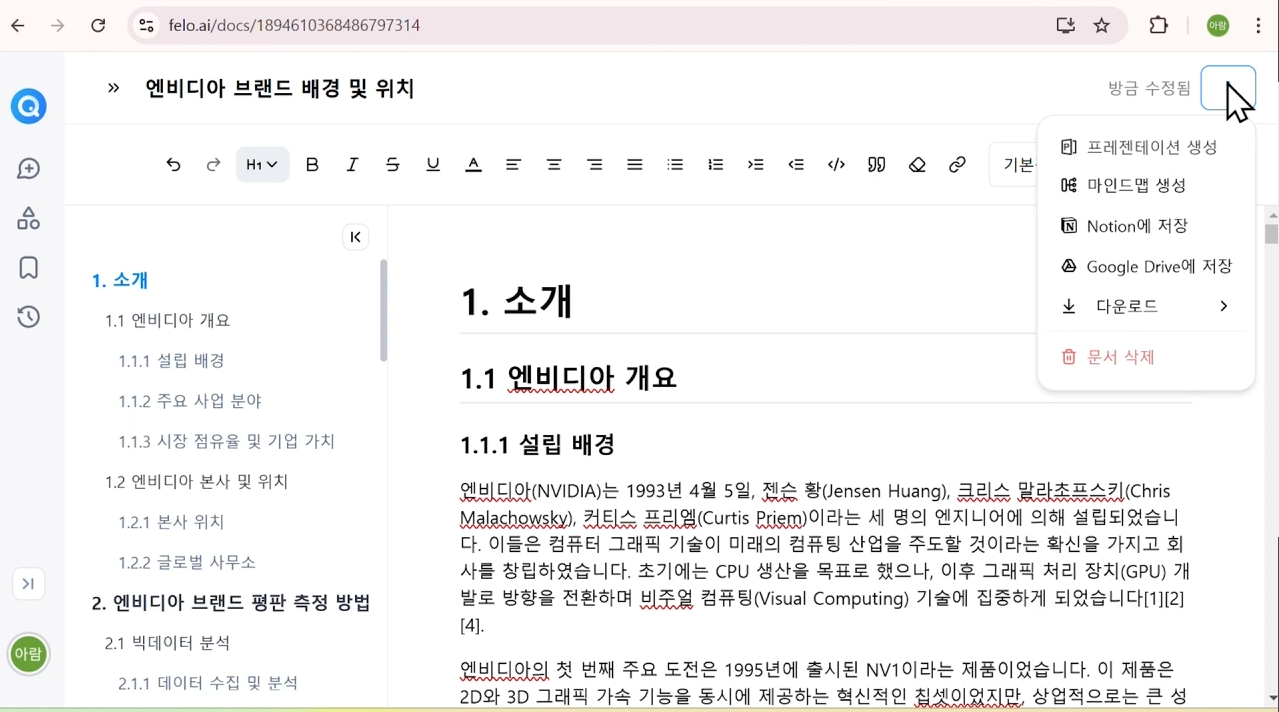 felo.ai/docs/1894610368486797314
아람
엔비디아 브랜드 배경 및 위치
방금 수정됨
H1
기본
프레젠테이션 생성
마인드맵 생성
Notion에 저장
Google Drive에 저장
다운로드
문서 삭제
1. 소개
1.1 엔비디아 개요
1.1.1 설립 배경
1.1.2 주요 사업 분야
1.1.3 시장 점유율 및 기업 가치
1.2 엔비디아 본사 및 위치
1.2.1 본사 위치
1.2.2 글로벌 사무소
2. 엔비디아 브랜드 평판 측정 방법
2.1 빅데이터 분석
2.1.1 데이터 수집 및 분석
아람
1. 소개
1.1 엔비디아 개요
1.1.1 설립 배경
엔비디아(NVIDIA)는 1993년 4월 5일, 젠슨 황(Jensen Huang), 크리스 말라초프스키(Chris
Malachowsky), 커티스 프리엠(Curtis Priem)이라는 세 명의 엔지니어에 의해 설립되었습니
다. 이들은 컴퓨터 그래픽 기술이 미래의 컴퓨팅 산업을 주도할 것이라는 확신을 가지고 회
사를 창립하였습니다. 초기에는 CPU 생산을 목표로 했으나, 이후 그래픽 처리 장치(GPU) 개
발로 방향을 전환하며 비주얼 컴퓨팅(Visual Computing) 기술에 집중하게 되었습니다[1][2]
[4].
엔비디아의 첫 번째 주요 도전은 1995년에 출시된 NV1이라는 제품이었습니다. 이 제품은
2D와 3D 그래픽 가속 기능을 동시에 제공하는 혁신적인 칩셋이었지만, 상업적으로는 큰 성